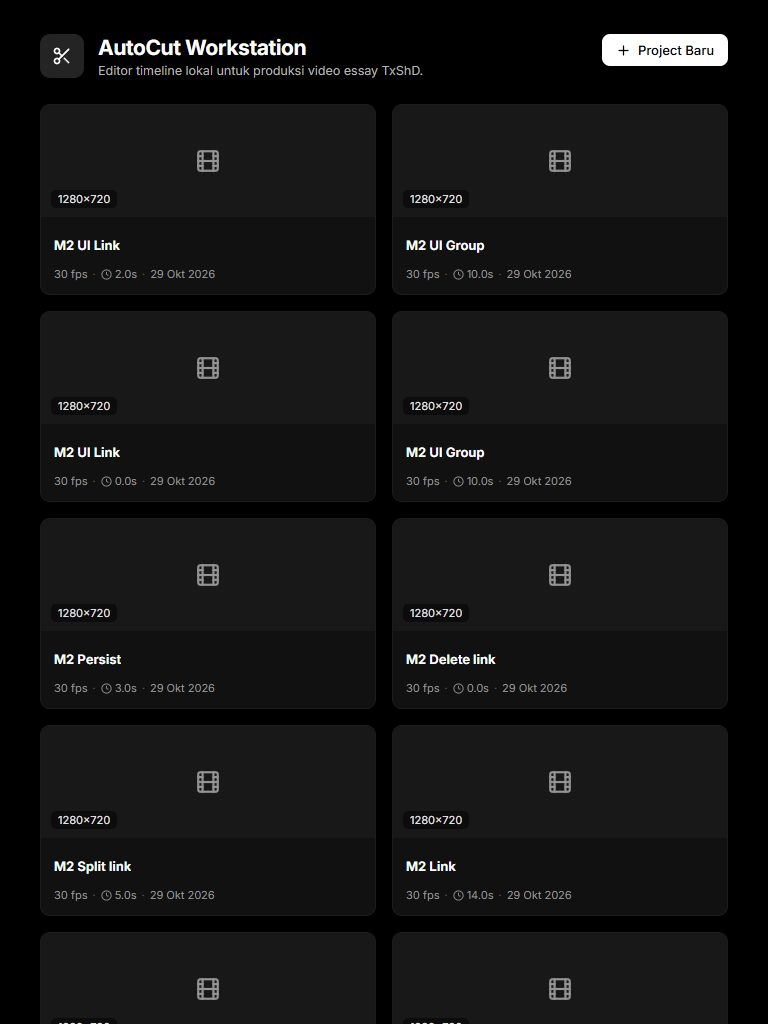 AutoCut Workstation
Editor timeline lokal untuk produksi video essay TxShD.
Project Baru
1280×720
1280×720
M2 UI Link
M2 UI Group
30 fps · 2.0s · 29 Okt 2026
30 fps · 10.0s · 29 Okt 2026
1280×720
1280×720
M2 UI Link
M2 UI Group
30 fps · 0.0s · 29 Okt 2026
30 fps · 10.0s · 29 Okt 2026
1280×720
1280×720
M2 Persist
M2 Delete link
30 fps · 3.0s · 29 Okt 2026
30 fps · 0.0s · 29 Okt 2026
1280×720
1280×720
M2 Split link
M2 Link
30 fps · 5.0s · 29 Okt 2026
30 fps · 14.0s · 29 Okt 2026